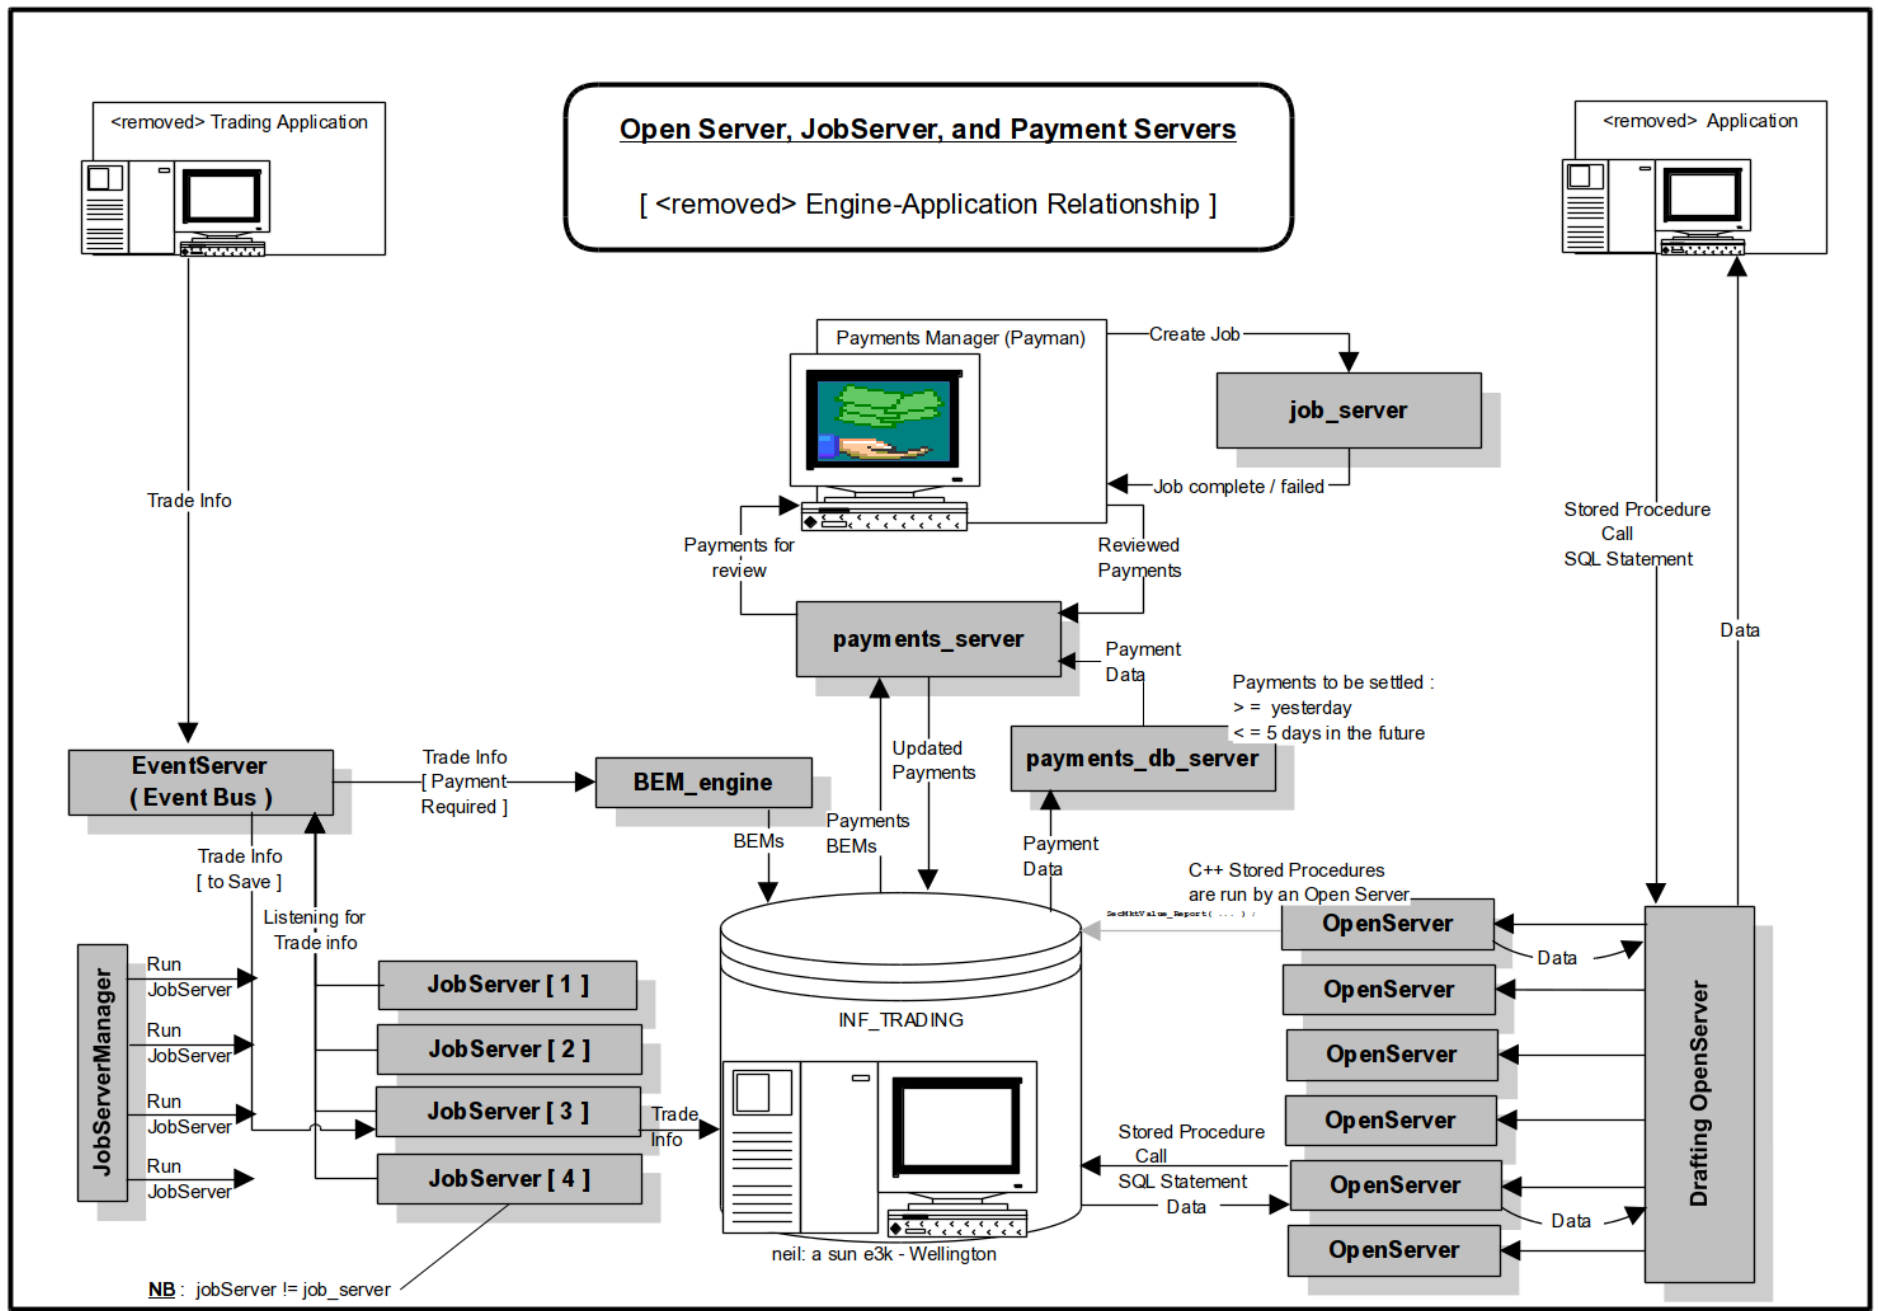 Open Server, JobServer, and Payment Servers
[ <removed> Engine-Application Relationship ]
<removed> Trading Application
<removed> Application
Payments Manager (Payman)
Create Job
job_server
Job complete / failed
Trade Info
Payments for
review
Reviewed
Payments
Stored Procedure
Call
SQL Statement
Data
payments_server
Payment
Data
Payments to be settled :
> = yesterday
< = 5 days in the future
payments_db_server
EventServer
( Event Bus )
Trade Info
[ Payment
Required ]
BEM_engine
Updated
Payments
BEMs
Payments
BEMs
Payment
Data
Trade Info
[ to Save ]
Listening for
Trade info
C++ Stored Procedures
are run by an Open Server
SecMktValue_Report( ... ) ;
JobServerManager
Run
JobServer
Run
JobServer
Run
JobServer
Run
JobServer
JobServer [ 1 ]
JobServer [ 2 ]
JobServer [ 3 ]
JobServer [ 4 ]
Trade
Info
INF_TRADING
neil: a sun e3k - Wellington
OpenServer
Data
OpenServer
OpenServer
OpenServer
Stored Procedure
Call
SQL Statement
Data
OpenServer
Data
OpenServer
Drafting OpenServer
NB : jobServer != job_server